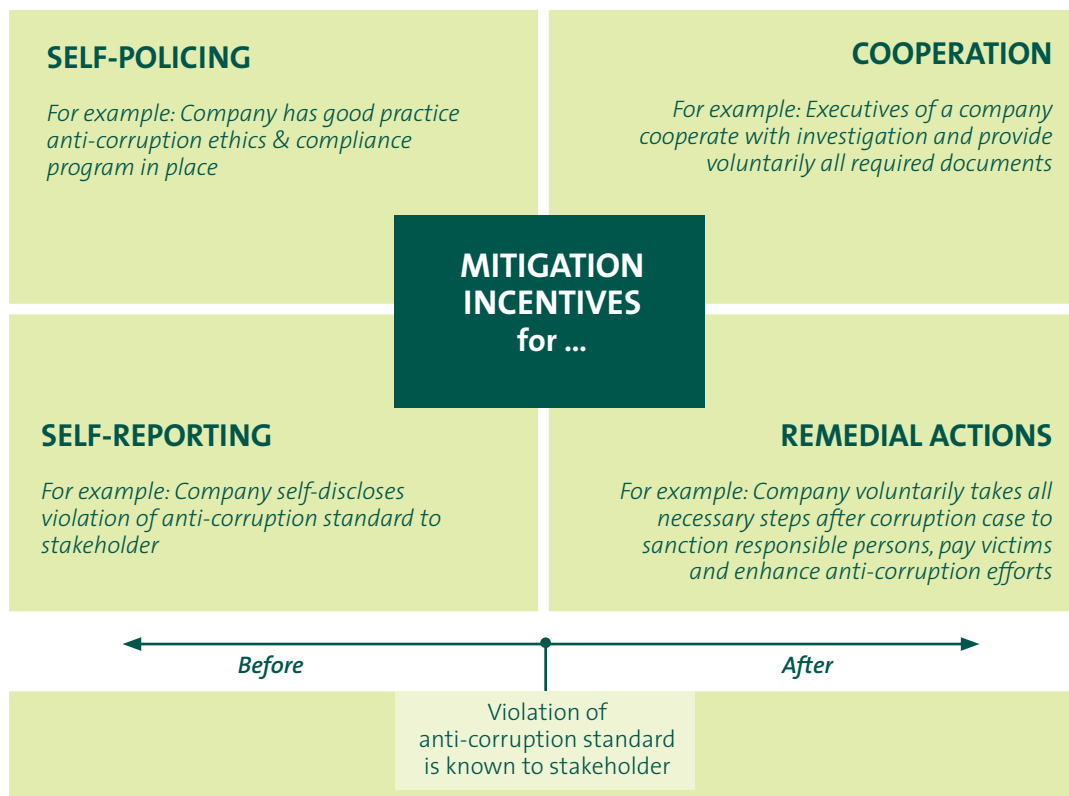 SELF-POLICING
For example: Company has good practice
anti-corruption ethics & compliance
program in place
COOPERATION
For example: Executives of a company
cooperate with investigation and provide
voluntarily all required documents
MITIGATION
INCENTIVES
for ...
SELF-REPORTING
For example: Company self-discloses
violation of anti-corruption standard to
stakeholder
REMEDIAL ACTIONS
For example: Company voluntarily takes all
necessary steps after corruption case to
sanction responsible persons, pay victims
and enhance anti-corruption efforts
Before
After
Violation of
anti-corruption standard
is known to stakeholder